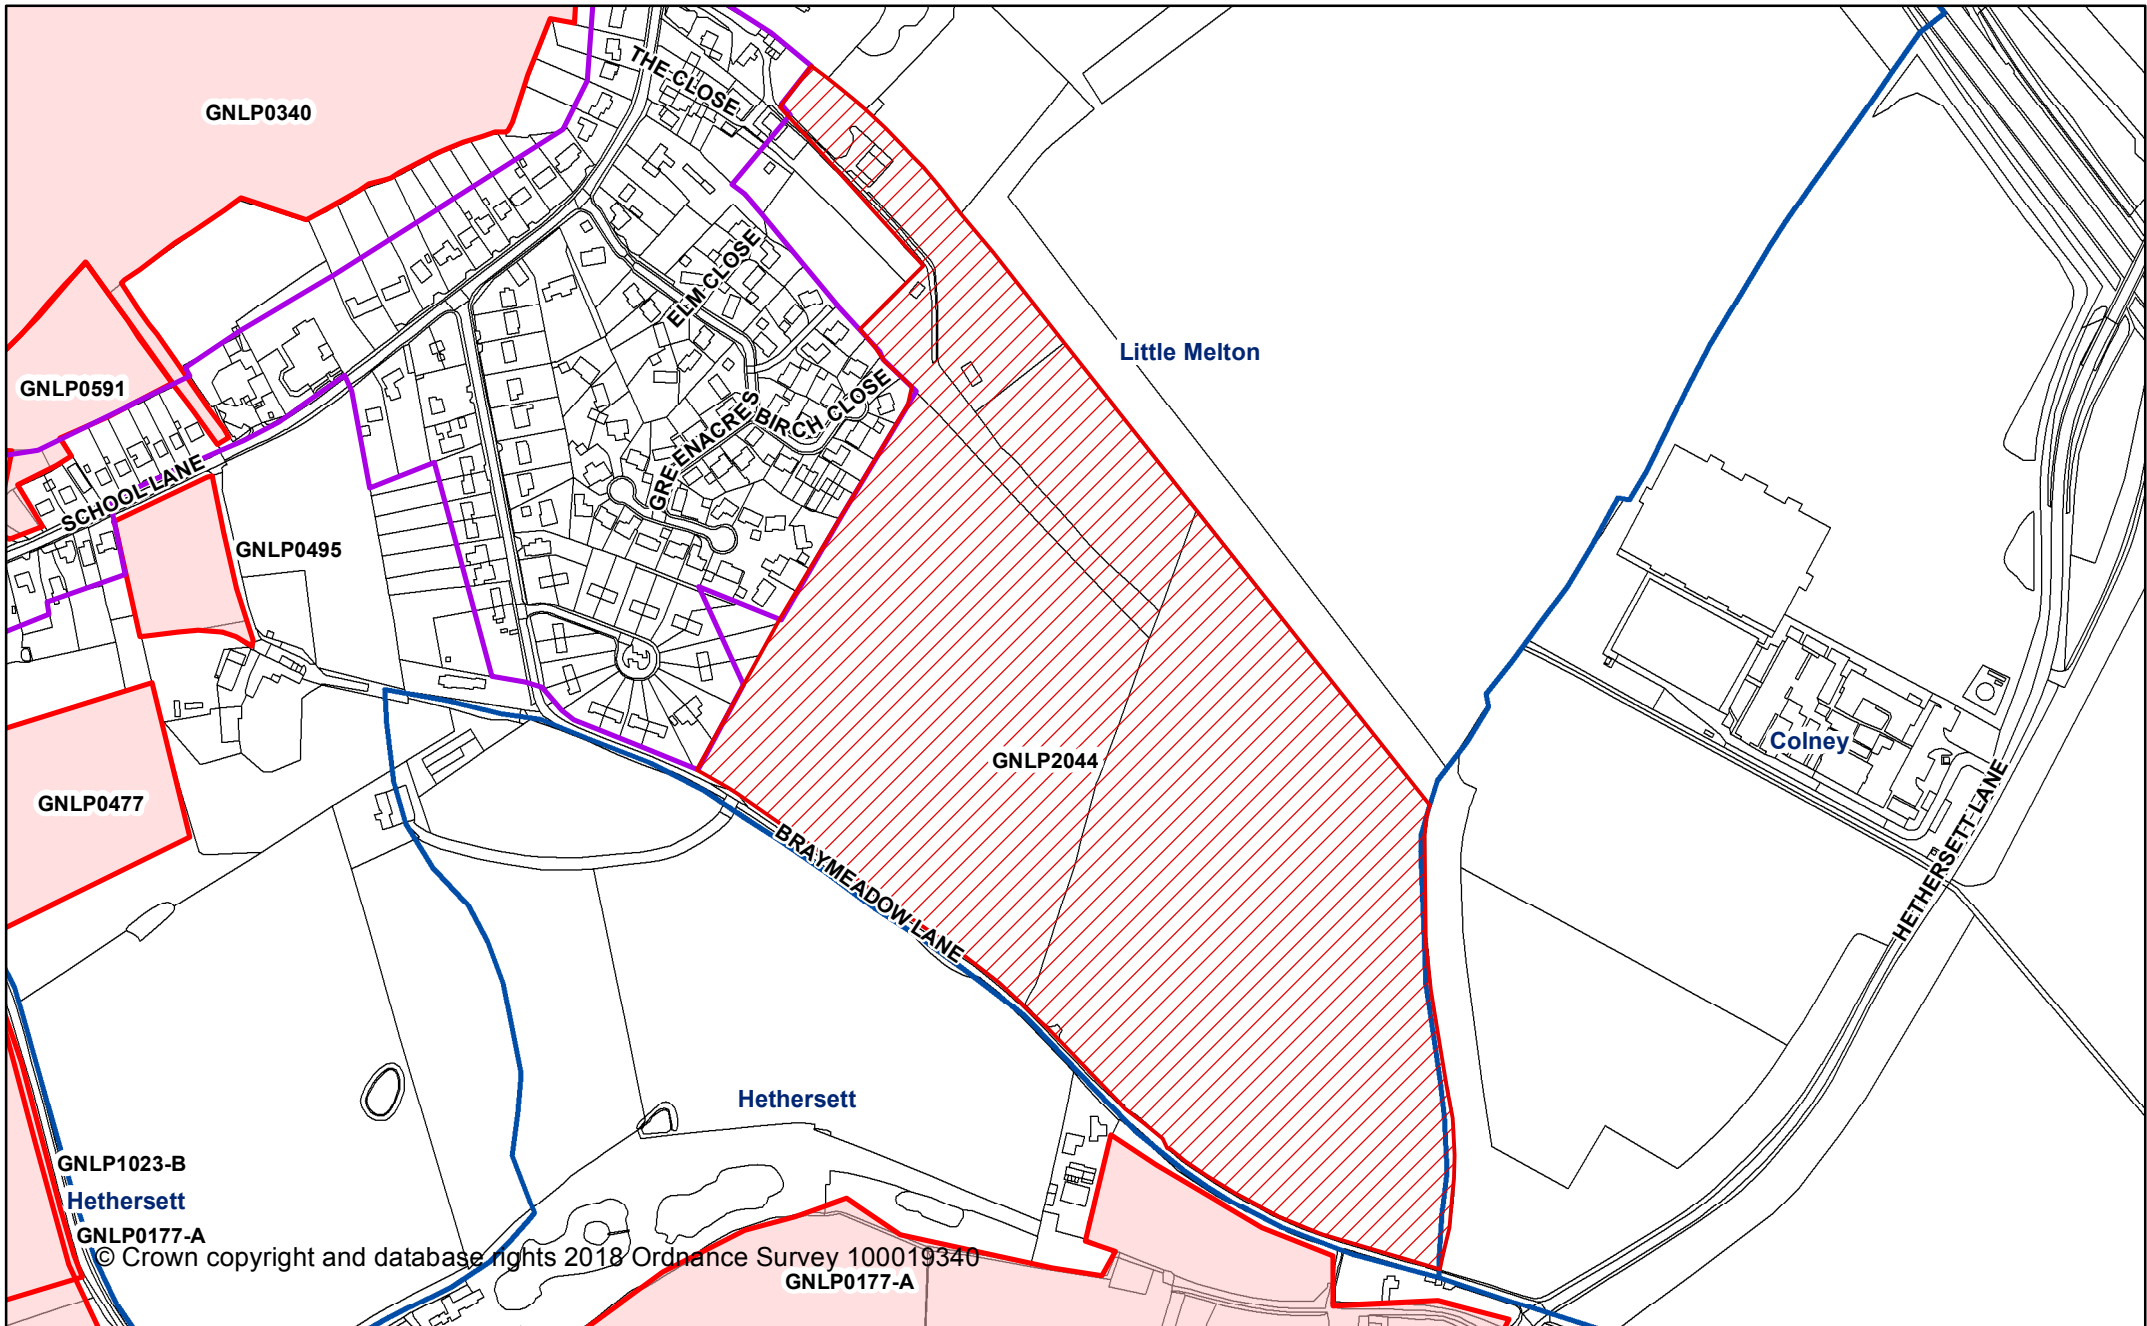 THE CLOSE
GNLP0340
ELM CLOSE
Little Melton
GNLP0591
GREENACRES
BIRCH CLOSE
SCHOOL LANE
GNLP0495
Colney
GNLP2044
GNLP0477
HETHERSETT LANE
BRAYMEADOW LANE
Hethersett
GNLP1023-B
Hethersett
GNLP0177-A
© Crown copyright and database rights 2018 Ordnance Survey 100019340
GNLP0177-A